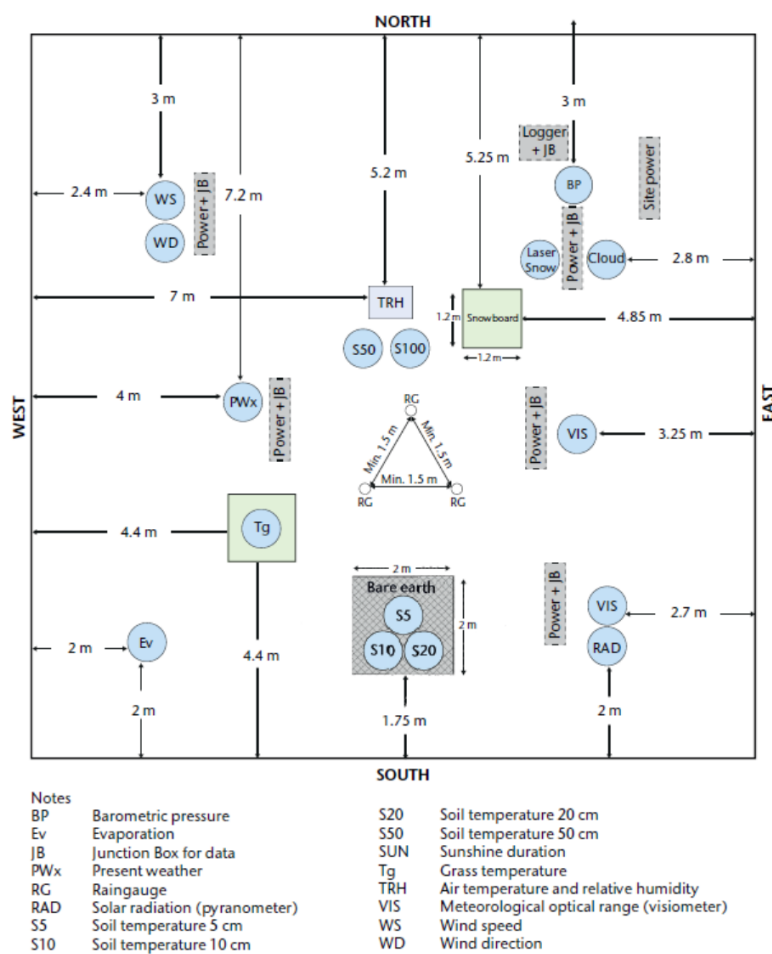 NORTH
3 m
3 m
Logger
+ JB
5.2 m
5.25 m
2.4 m
WS
Power+ JB
7.2 m
BP
Site power
WD
Power + JB
Laser
Snow
Cloud
2.8 m
7 m
TRH
1.2 m
Snowboard
4.85 m
S50
S100
1.2 m
WEST
EAST
4 m
PWx
Power + JB
RG
Min. 1.5 m
Min. 1.5 m
Min. 1.5 m
RG
RG
Power + JB
VIS
3.25 m
4.4 m
Tg
2 m
Bare earth
S5
S10
S20
2 m
Power + JB
VIS
2.7 m
RAD
2 m
Ev
4.4 m
2 m
1.75 m
2 m
SOUTH
Notes
BP Barometric pressure
Ev Evaporation
JB Junction Box for data
PWx Present weather
RG Raingauge
RAD Solar radiation (pyranometer)
S5 Soil temperature 5 cm
S10 Soil temperature 10 cm
S20 Soil temperature 20 cm
S50 Soil temperature 50 cm
SUN Sunshine duration
Tg Grass temperature
TRH Air temperature and relative humidity
VIS Meteorological optical range (visiometer)
WS Wind speed
WD Wind direction